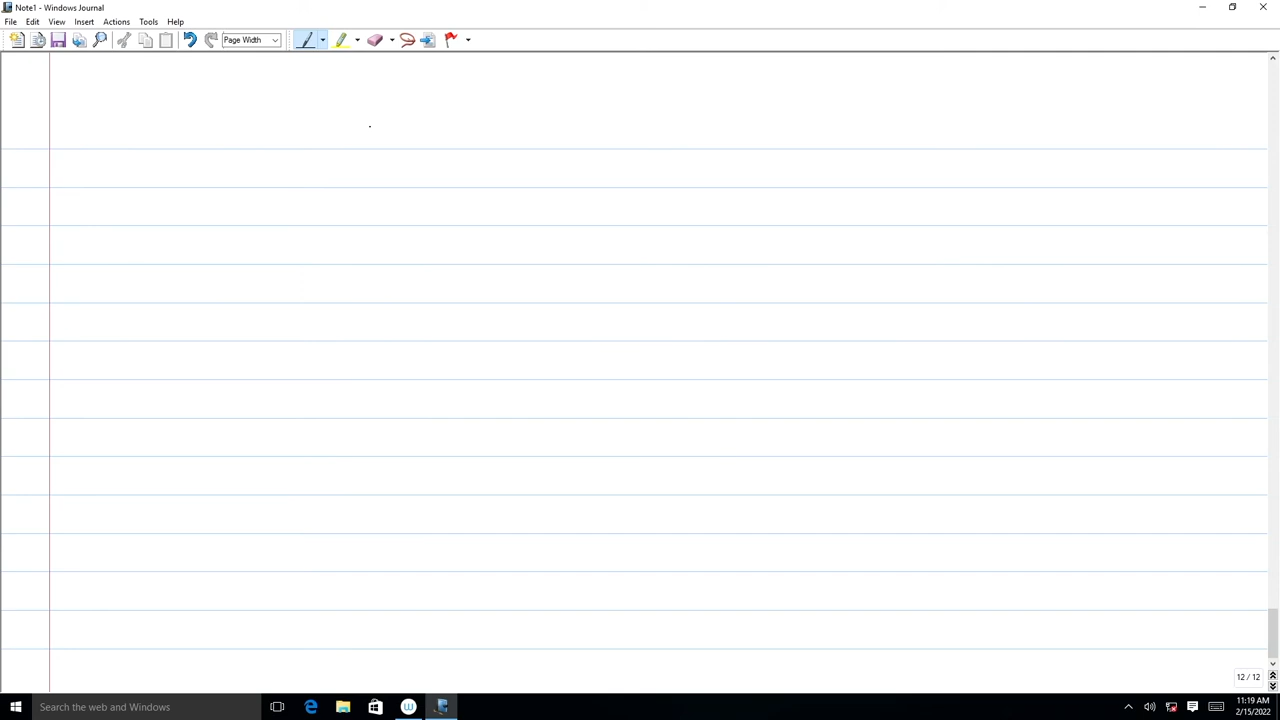 Note1 - Windows Journal
File Edit View Insert Actions Tools Help
Page Width
12 / 12
Search the web and Windows
11:19 AM
2/15/2022